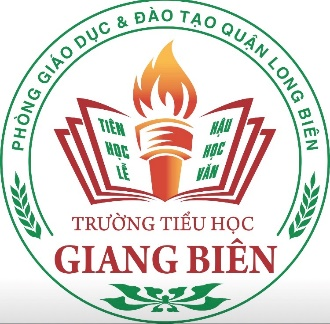 PHÒNG GIÁO DỤC & ĐÀO TẠO QUẬN LONG BIÊN
TIÊN
HỌC
LỄ
HẬU
HỌC
VĂN
TRƯỜNG TIỂU HỌC
GIANG BIÊN